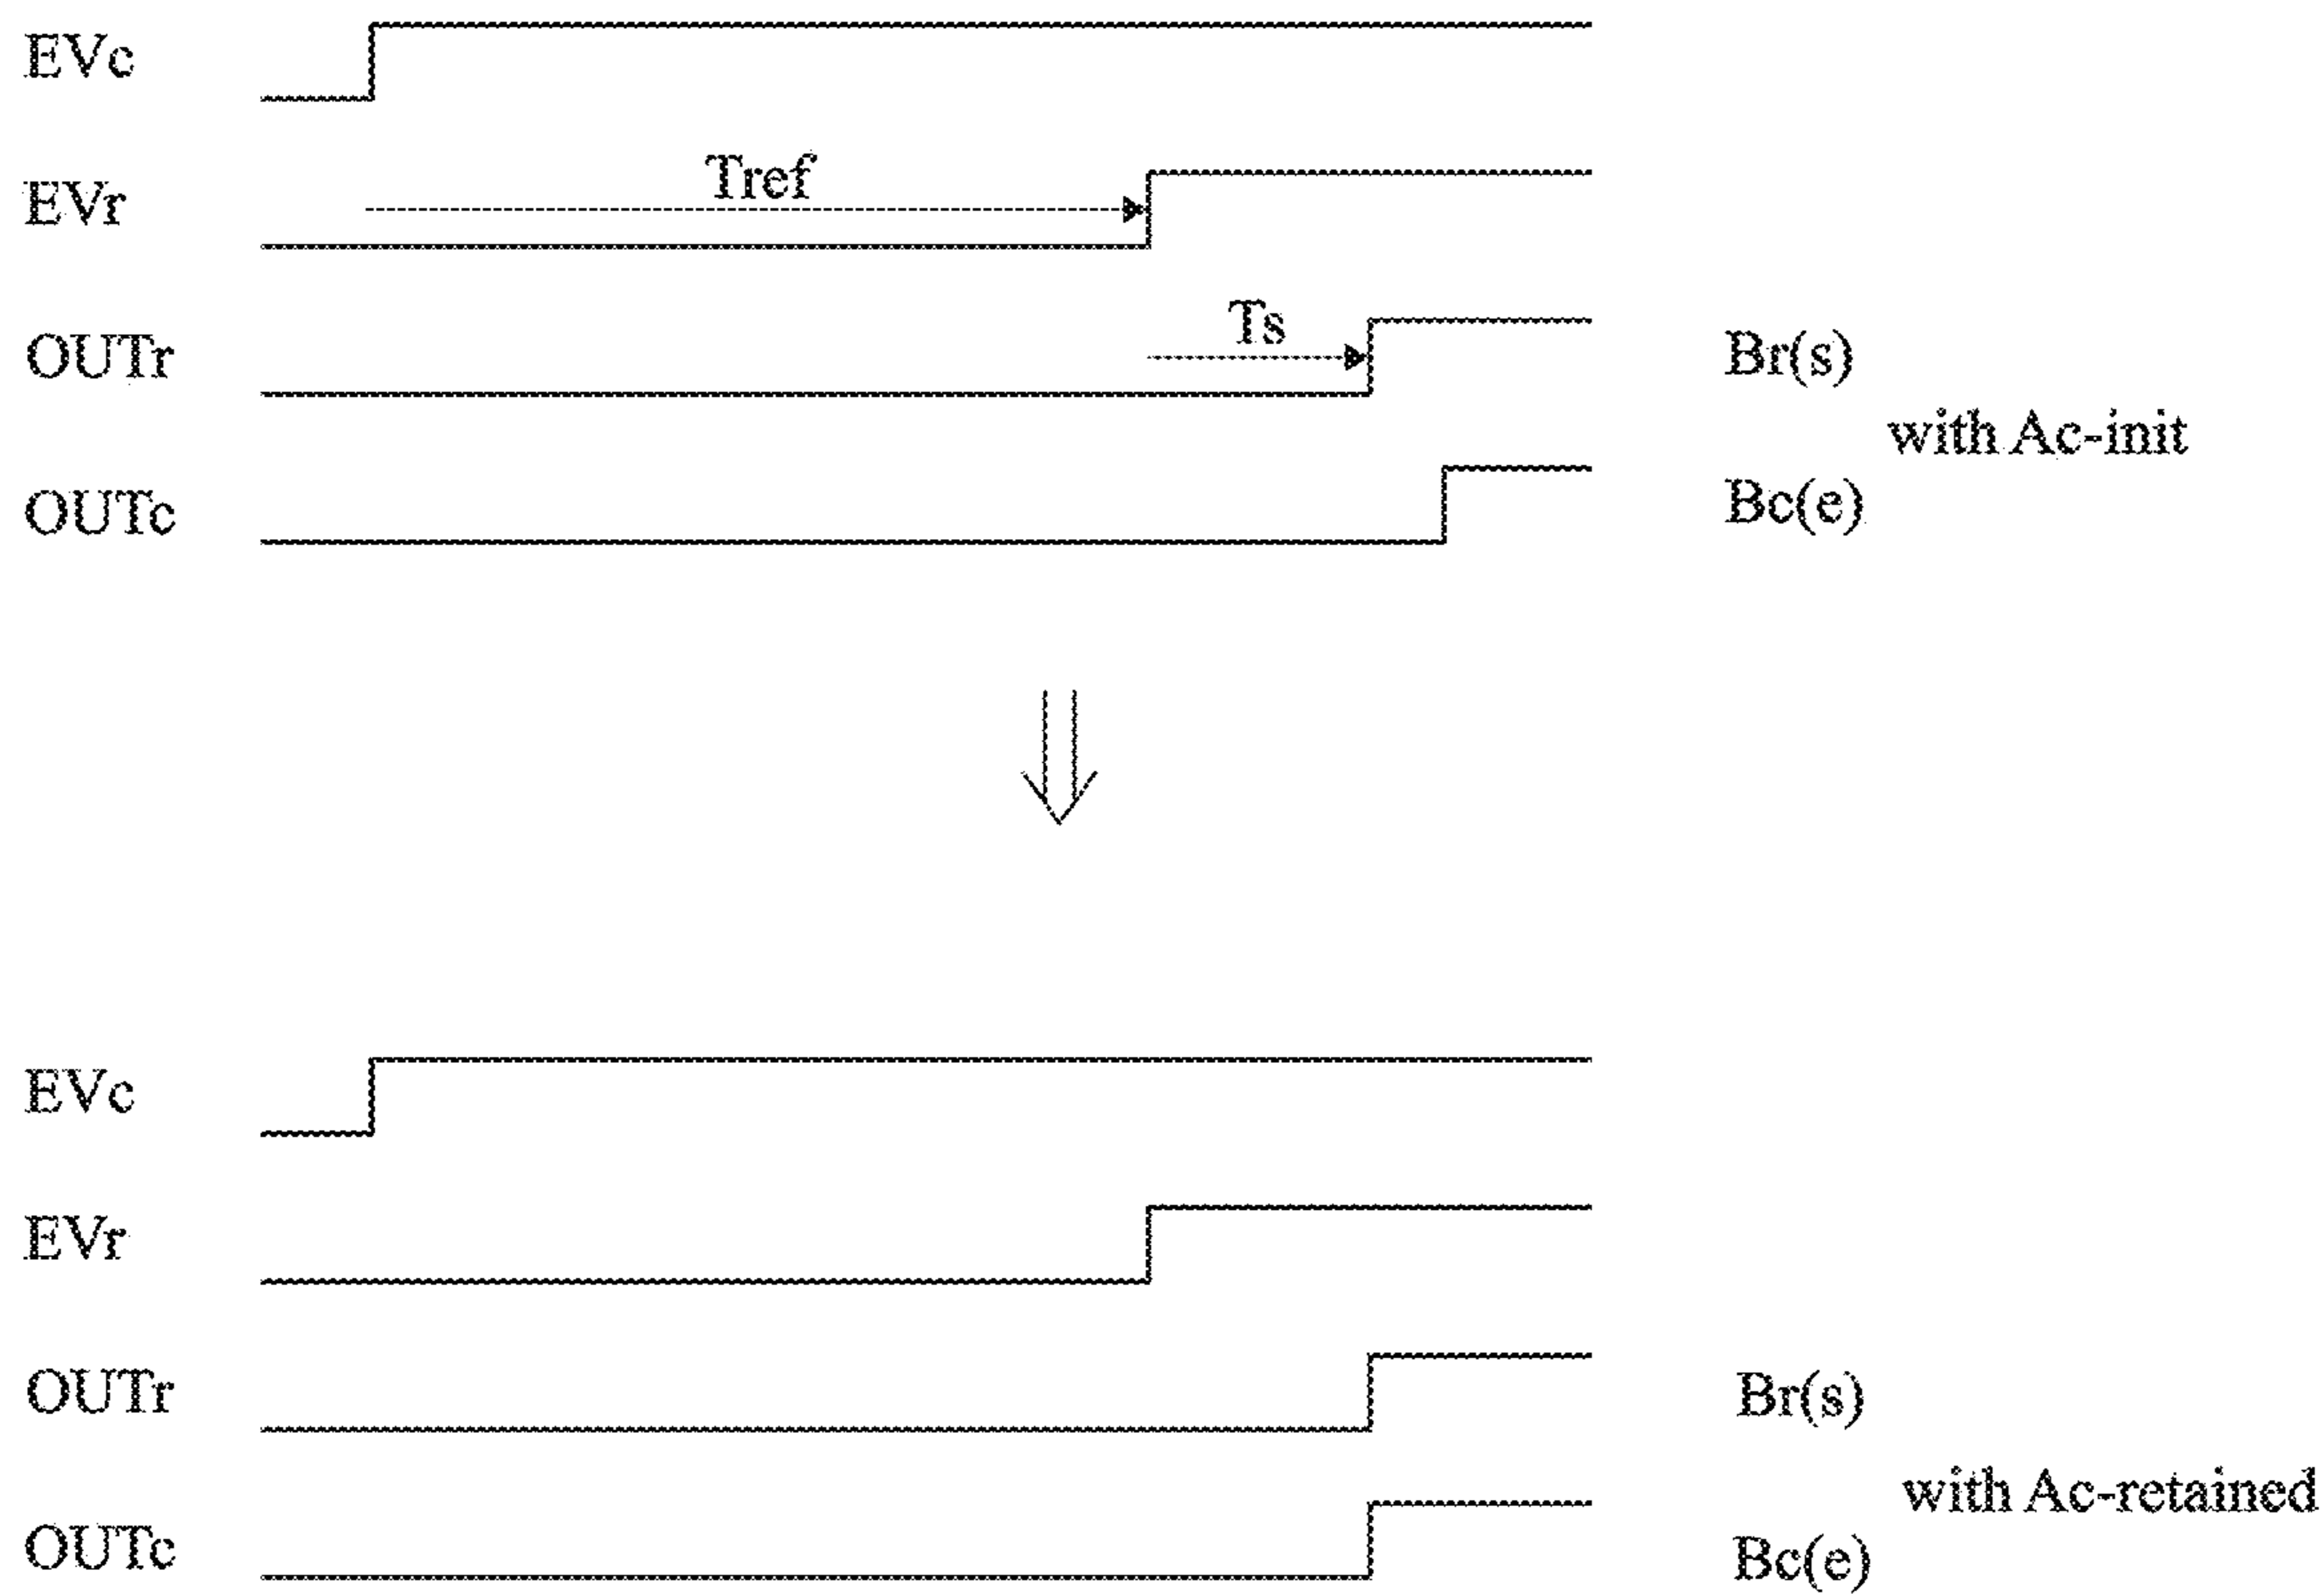 EVc
Tref
EVr
Ts
OUTr Br(s)
with Ac-init
OUTc Bc(e)
EVc
EVr
OUTr Br(s)
with Ac-retained
OUTc Bc(e)